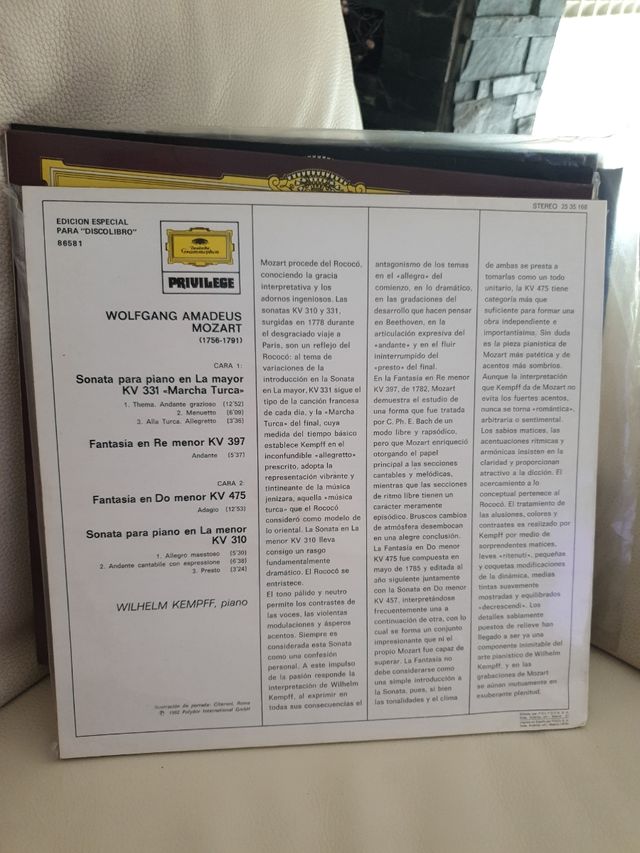 EDICION ESPECIAL
PARA "DISCOLIBRO"
86581
Deutsche
Grammophon
PRIVILEGE
STEREO 25 35 168
WOLFGANG AMADEUS
MOZART
(1756-1791)
CARA 1:
Sonata para piano en La mayor
KV 331 «Marcha Turca»
1. Thema. Andante grazioso (12'52)
2. Menuetto (6'09)
3. Alla Turca. Allegretto (3'36)
Fantasia en Re menor KV 397
Andante (5'37)
CARA 2:
Fantasia en Do menor KV 475
Adagio (12'53)
Sonata para piano en La menor
KV 310
1. Allegro maestoso (5'30)
2. Andante cantabile con expressione (6'38)
3. Presto (3'24)
WILHELM KEMPFF, piano
Ilustración de portada: Citeroni, Roma
℗ 1962 Polydor International GmbH
Mozart procede del Rococó,
conociendo la gracia
interpretativa y los
adornos ingeniosos. Las
sonatas KV 310 y 331,
surgidas en 1778 durante
el desgraciado viaje a
Paris, son un reflejo del
Rococó: al tema de
variaciones de la
introducción en la Sonata
en La mayor, KV 331 sigue el
tipo de la canción francesa
de cada día, y la «Marcha
Turca» del final, cuya
medida del tiempo básico
establece Kempff en el
inconfundible «allegretto»
prescrito, adopta la
representación vibrante y
tintineante de la música
jenízara, aquella «música
turca» que el Rococó
consideró como modelo de
lo oriental. La Sonata en La
menor KV 310 lleva
consigo un rasgo
fundamentalmente
dramático. El Rococó se
entristece.
El tono pálido y neutro
permite los contrastes de
las voces, las violentas
modulaciones y ásperos
acentos. Siempre es
considerada esta Sonata
como una confesión
personal. A este impulso
de la pasión responde la
interpretación de Wilhelm
Kempff, al exprimir en
todas sus consecuencias el
antagonismo de los temas
en el «allegro» del
comienzo, en lo dramático,
en las gradaciones del
desarrollo que hacen pensar
en Beethoven, en la
articulación expresiva del
«andante» y en el fluir
ininterrumpido del
«presto» del final.
En la Fantasia en Re menor
KV 397, de 1782, Mozart
demuestra el estudio de
una forma que fue tratada
por C. Ph. E. Bach de un
modo libre y rapsódico,
pero que Mozart enriqueció
otorgando el papel
principal a las secciones
cantables y melódicas,
mientras que las secciones
de ritmo libre tienen un
carácter meramente
episódico. Bruscos cambios
de atmósfera desembocan
en una alegre conclusión.
La Fantasia en Do menor
KV 475 fue compuesta en
mayo de 1785 y editada al
año siguiente juntamente
con la Sonata en Do menor
KV 457, interpretándose
frecuentemente una a
continuación de otra, con lo
cual se forma un conjunto
impresionante que ni el
propio Mozart fue capaz de
superar. La Fantasia no
debe considerarse como
una simple introducción a
la Sonata, pues, si bien
las tonalidades y el clima
de ambas se presta a
tomarlas como un todo
unitario, la KV 475 tiene
categoría más que
suficiente para formar una
obra independiente e
importantísima. Sin duda
es la pieza pianística de
Mozart más patética y de
acentos más sombríos.
Aunque la interpretación
que Kempff da de Mozart no
evita los fuertes acentos,
nunca se torna «romántica»,
arbitraria o sentimental.
Los sabios matices, las
acentuaciones rítmicas y
armónicas insisten en la
claridad y proporcionan
atractivo a la dicción. El
acercamiento a lo
conceptual pertenece al
Rococó. El tratamiento de
las alusiones, colores y
contrastes es realizado por
Kempff por medio de
sorprendentes matices,
leves «ritenuti», pequeñas
y coquetas modificaciones
de la dinámica, medias
tintas suavemente
mostradas y equilibrados
«decrescendi». Los
detalles sabiamente
puestos de relieve han
llegado a ser ya una
componente inimitable del
arte pianístico de Wilhelm
Kempff, y en las
grabaciones de Mozart
se aúnan mutuamente en
exuberante plenitud.